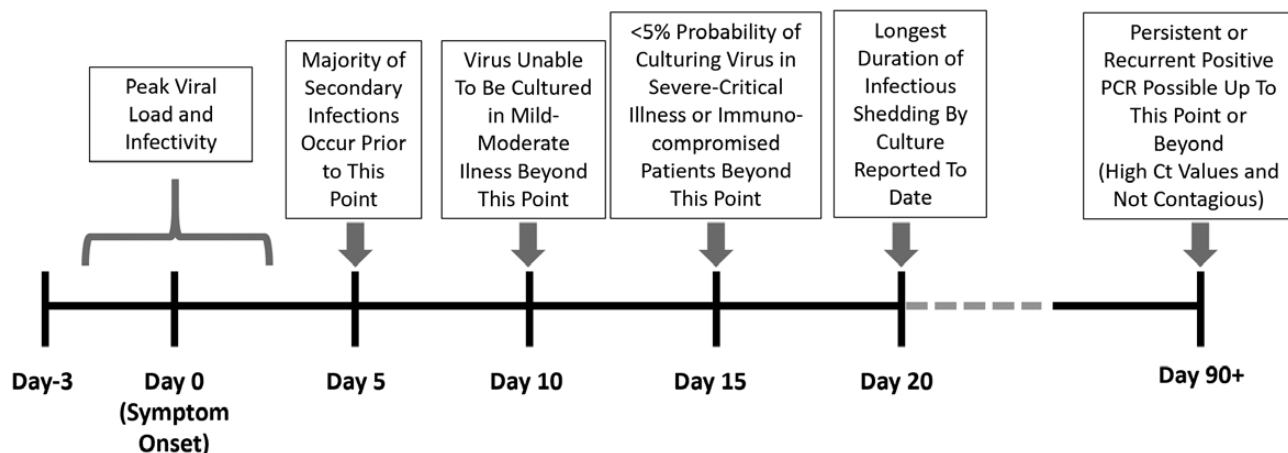 Peak Viral
Load and
Infectivity
Majority of
Secondary
Infections
Occur Prior
to This
Point
Virus Unable
To Be Cultured
in Mild-
Moderate
Ilness Beyond
This Point
<5% Probability of
Culturing Virus in
Severe-Critical
Illness or Immuno-
compromised
Patients Beyond
This Point
Longest
Duration of
Infectious
Shedding By
Culture
Reported To
Date
Persistent or
Recurrent Positive
PCR Possible Up To
This Point or
Beyond
(High Ct Values and
Not Contagious)
Day-3
Day 0
(Symptom
Onset)
Day 5
Day 10
Day 15
Day 20
Day 90+